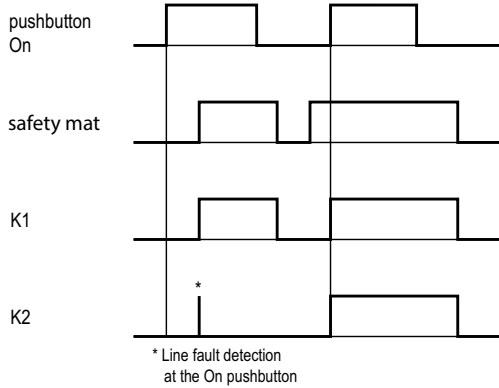 pushbutton
On
safety mat
K1
*
K2
* Line fault detection
at the On pushbutton